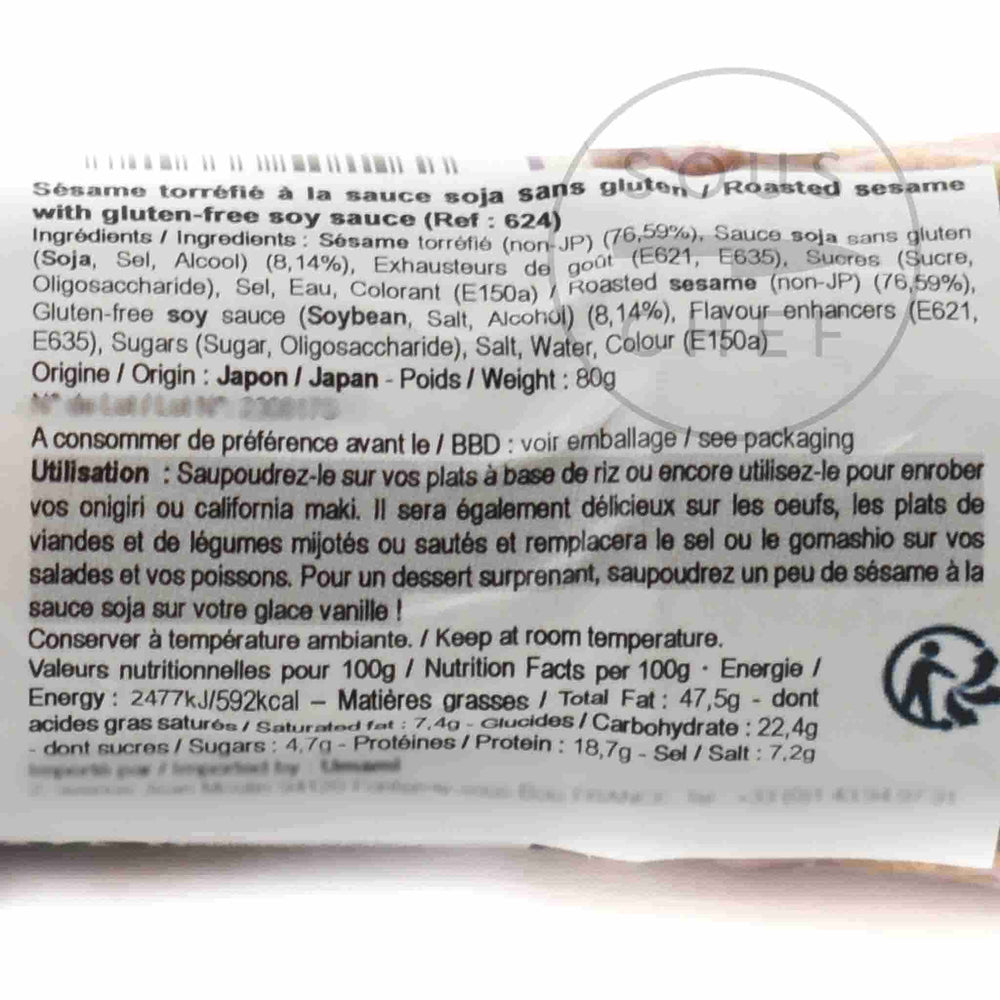 SOUS
CHEF
Sésame torréfié à la sauce soja sans gluten / Roasted sesame
with gluten-free soy sauce (Ref : 624)
Ingrédients / Ingredients : Sésame torréfié (non-JP) (76,59%), Sauce soja sans gluten
(Soja, Sel, Alcool) (8,14%), Exhausteurs de goût (E621, E635), Sucres (Sucre,
Oligosaccharide), Sel, Eau, Colorant (E150a) / Roasted sesame (non-JP) (76,59%),
Gluten-free soy sauce (Soybean, Salt, Alcohol) (8,14%), Flavour enhancers (E621,
E635), Sugars (Sugar, Oligosaccharide), Salt, Water, Colour (E150a)
Origine / Origin : Japon / Japan - Poids / Weight : 80g
N° de Lot / Lot N°
A consommer de préférence avant le / BBD : voir emballage / see packaging
Utilisation : Saupoudrez-le sur vos plats à base de riz ou encore utilisez-le pour enrober
vos onigiri ou california maki. Il sera également délicieux sur les oeufs, les plats de
viandes et de légumes mijotés ou sautés et remplacera le sel ou le gomashio sur vos
salades et vos poissons. Pour un dessert surprenant, saupoudrez un peu de sésame à la
sauce soja sur votre glace vanille !
Conserver à température ambiante. / Keep at room temperature.
Valeurs nutritionnelles pour 100g / Nutrition Facts per 100g · Energie /
Energy : 2477kJ/592kcal – Matières grasses / Total Fat : 47,5g - dont
acides gras saturés / Saturated fat : 7,4g - Glucides / Carbohydrate : 22,4g
- dont sucres / Sugars : 4,7g - Protéines / Protein : 18,7g - Sel / Salt : 7,2g
Importé par / Imported by : Umami